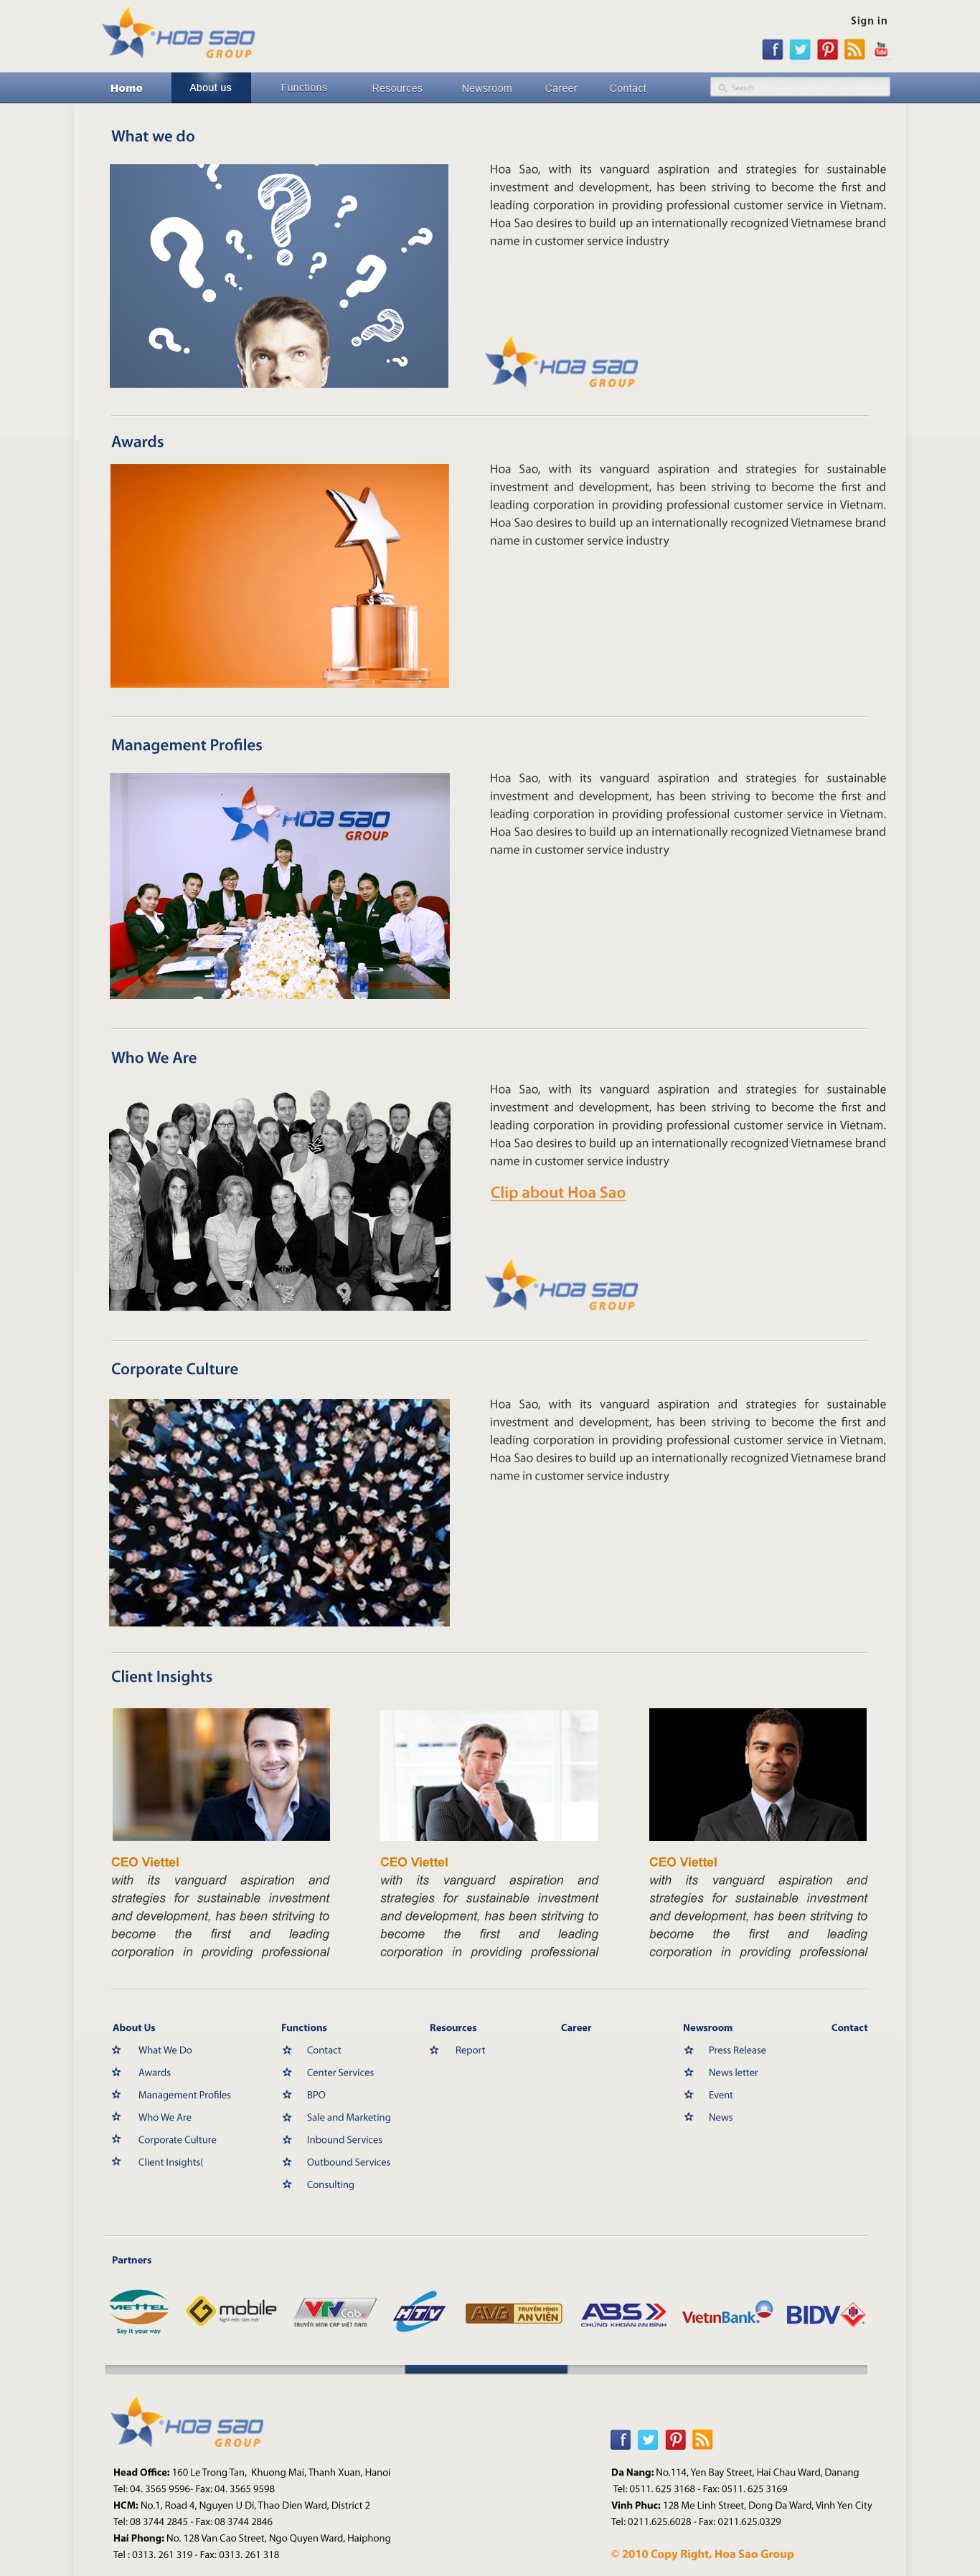 HOA SAO
GROUP
Sign in
f
You
Tube
Home
About us
Functions
Resources
Newsroom
Career
Contact
Search
What we do
Hoa Sao, with its vanguard aspiration and strategies for sustainable
investment and development, has been striving to become the first and
leading corporation in providing professional customer service in Vietnam.
Hoa Sao desires to build up an internationally recognized Vietnamese brand
name in customer service industry
HOA SAO
GROUP
Awards
Hoa Sao, with its vanguard aspiration and strategies for sustainable
investment and development, has been striving to become the first and
leading corporation in providing professional customer service in Vietnam.
Hoa Sao desires to build up an internationally recognized Vietnamese brand
name in customer service industry
Management Profiles
HOA SAO
GROUP
Hoa Sao, with its vanguard aspiration and strategies for sustainable
investment and development, has been striving to become the first and
leading corporation in providing professional customer service in Vietnam.
Hoa Sao desires to build up an internationally recognized Vietnamese brand
name in customer service industry
Who We Are
Hoa Sao, with its vanguard aspiration and strategies for sustainable
investment and development, has been striving to become the first and
leading corporation in providing professional customer service in Vietnam.
Hoa Sao desires to build up an internationally recognized Vietnamese brand
name in customer service industry
Clip about Hoa Sao
HOA SAO
GROUP
Corporate Culture
Hoa Sao, with its vanguard aspiration and strategies for sustainable
investment and development, has been striving to become the first and
leading corporation in providing professional customer service in Vietnam.
Hoa Sao desires to build up an internationally recognized Vietnamese brand
name in customer service industry
Client Insights
CEO Viettel
with its vanguard aspiration and
strategies for sustainable investment
and development, has been stritving to
become the first and leading
corporation in providing professional
CEO Viettel
with its vanguard aspiration and
strategies for sustainable investment
and development, has been stritving to
become the first and leading
corporation in providing professional
CEO Viettel
with its vanguard aspiration and
strategies for sustainable investment
and development, has been stritving to
become the first and leading
corporation in providing professional
About Us
What We Do
Awards
Management Profiles
Who We Are
Corporate Culture
Client Insights(
Functions
Contact
Center Services
BPO
Sale and Marketing
Inbound Services
Outbound Services
Consulting
Resources
Report
Career
Newsroom
Press Release
News letter
Event
News
Contact
Partners
VIETTEL
Say it your way
mobile
Nghĩ mới, làm mới
VTV Cab
TRUYỀN HÌNH CÁP VIỆT NAM
HTV
AVG TRUYỀN HÌNH
AN VIÊN
ABS
CHỨNG KHOÁN AN BÌNH
VietinBank
BIDV
HOA SAO
GROUP
Head Office: 160 Le Trong Tan, Khuong Mai, Thanh Xuan, Hanoi
Tel: 04. 3565 9596- Fax: 04. 3565 9598
HCM: No.1, Road 4, Nguyen U Di, Thao Dien Ward, District 2
Tel: 08 3744 2845 - Fax: 08 3744 2846
Hai Phong: No. 128 Van Cao Street, Ngo Quyen Ward, Haiphong
Tel : 0313. 261 319 - Fax: 0313. 261 318
f
Da Nang: No.114, Yen Bay Street, Hai Chau Ward, Danang
Tel: 0511. 625 3168 - Fax: 0511. 625 3169
Vinh Phuc: 128 Me Linh Street, Dong Da Ward, Vinh Yen City
Tel: 0211.625.6028 - Fax: 0211.625.0329
© 2010 Copy Right, Hoa Sao Group